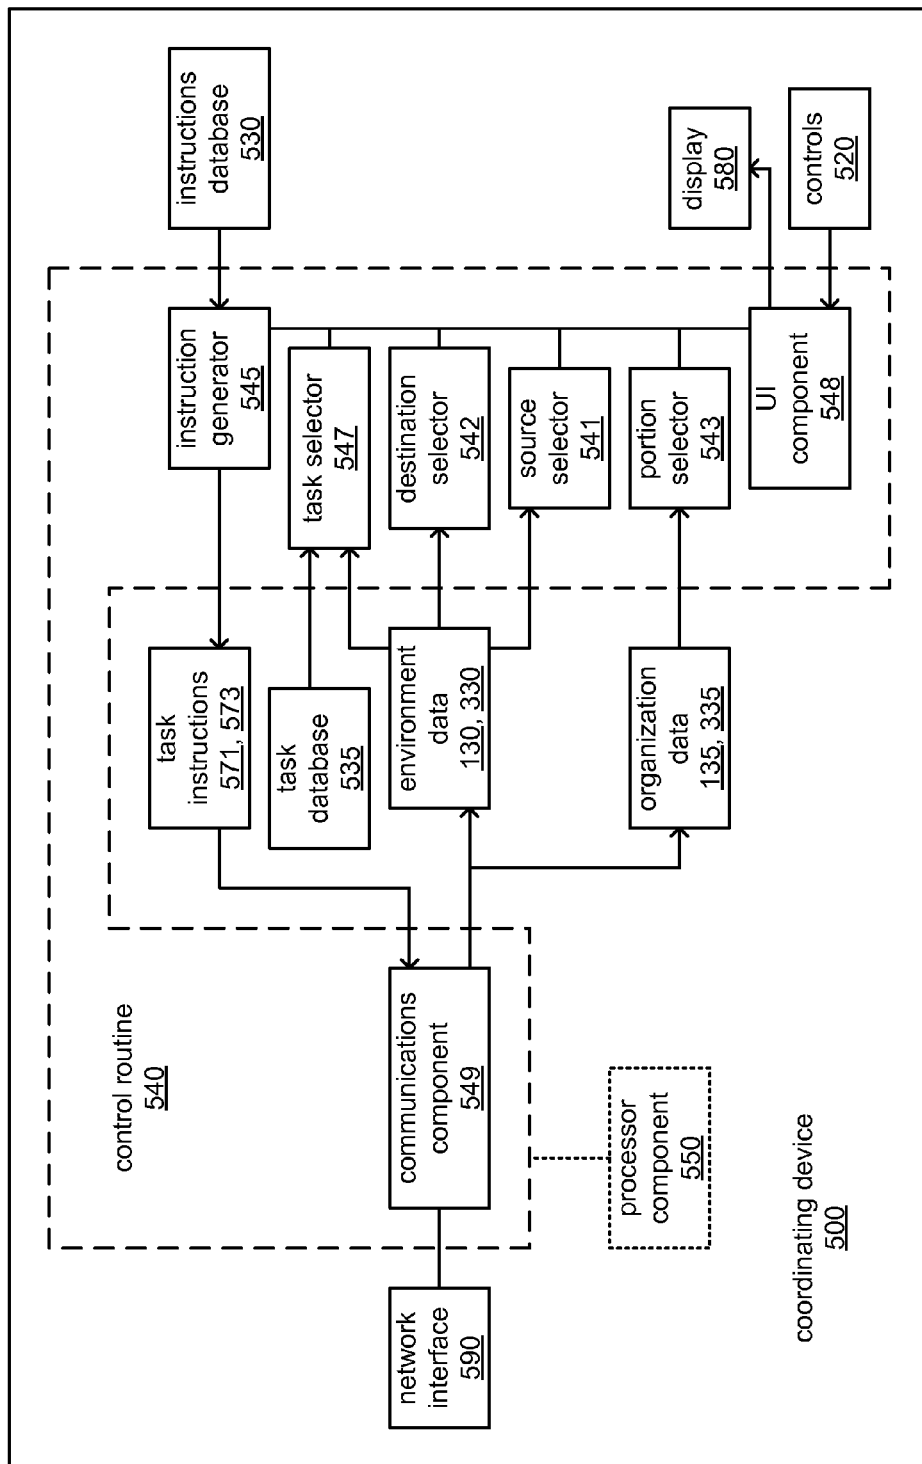 instructions
database
530
instruction
generator
545
task
instructions
571, 573
control routine
540
task selector
547
task
database
535
display
580
controls
520
destination
selector
542
environment
data
130, 330
communications
component
549
network
interface
590
source
selector
541
portion
selector
543
organization
data
135, 335
processor
component
550
UI
component
548
coordinating device
500